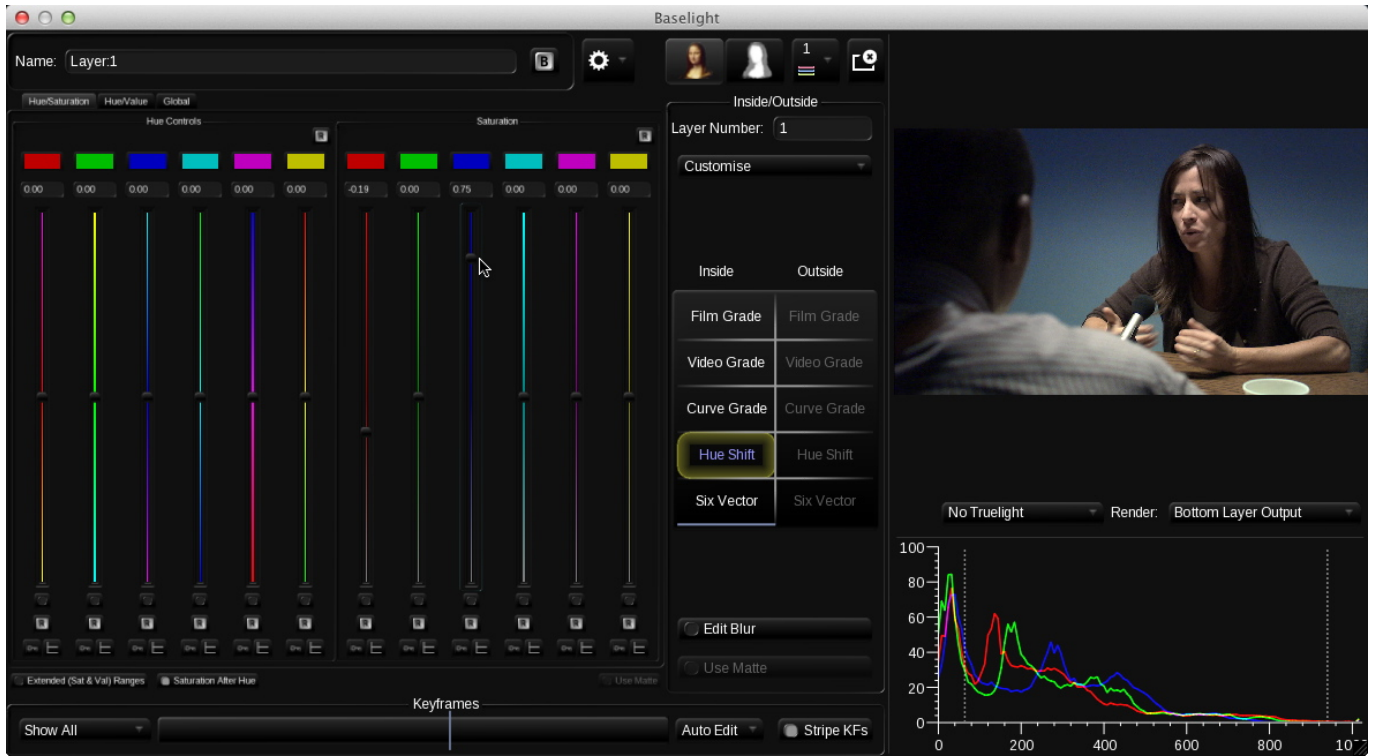 Baselight
Name: Layer:1
B
1
Hue/Saturation Hue/Value Global
Hue Controls
Saturation
0.00 0.00 0.00 0.00 0.00 0.00
-0.19 0.00 0.75 0.00 0.00 0.00
Extended (Sat & Val) Ranges
Saturation After Hue
Use Matte
Inside/Outside
Layer Number: 1
Customise
Inside Outside
Film Grade Film Grade
Video Grade Video Grade
Curve Grade Curve Grade
Hue Shift Hue Shift
Six Vector Six Vector
Edit Blur
Use Matte
No Truelight
Render: Bottom Layer Output
100
80
60
40
20
0
0 200 400 600 800
Keyframes
Show All
Auto Edit
Stripe KFs